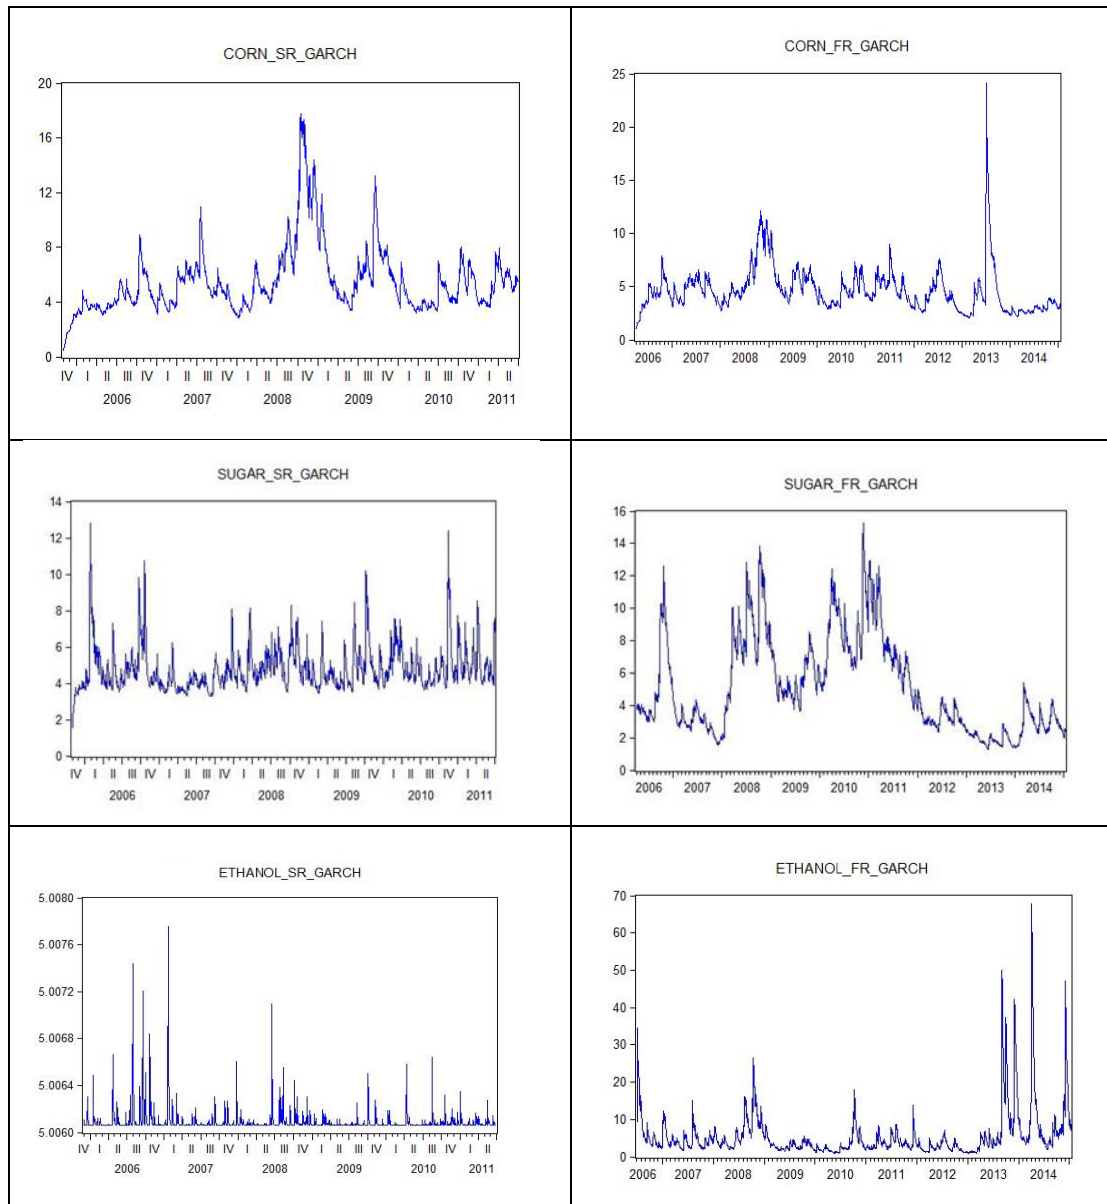 CORN_SR_GARCH
20
16
12
8
4
0
IV I II III IV I II III IV I II III IV I II III IV I II III IV I II
2006 2007 2008 2009 2010 2011
CORN_FR_GARCH
25
20
15
10
5
0
2006 2007 2008 2009 2010 2011 2012 2013 2014
SUGAR_SR_GARCH
14
12
10
8
6
4
2
0
IV I II III IV I II III IV I II III IV I II III IV I II III IV I II
2006 2007 2008 2009 2010 2011
SUGAR_FR_GARCH
16
14
12
10
8
6
4
2
0
2006 2007 2008 2009 2010 2011 2012 2013 2014
ETHANOL_SR_GARCH
5.0080
5.0076
5.0072
5.0068
5.0064
5.0060
IV I II III IV I II III IV I II III IV I II III IV I II III IV I II
2006 2007 2008 2009 2010 2011
ETHANOL_FR_GARCH
70
60
50
40
30
20
10
0
2006 2007 2008 2009 2010 2011 2012 2013 2014